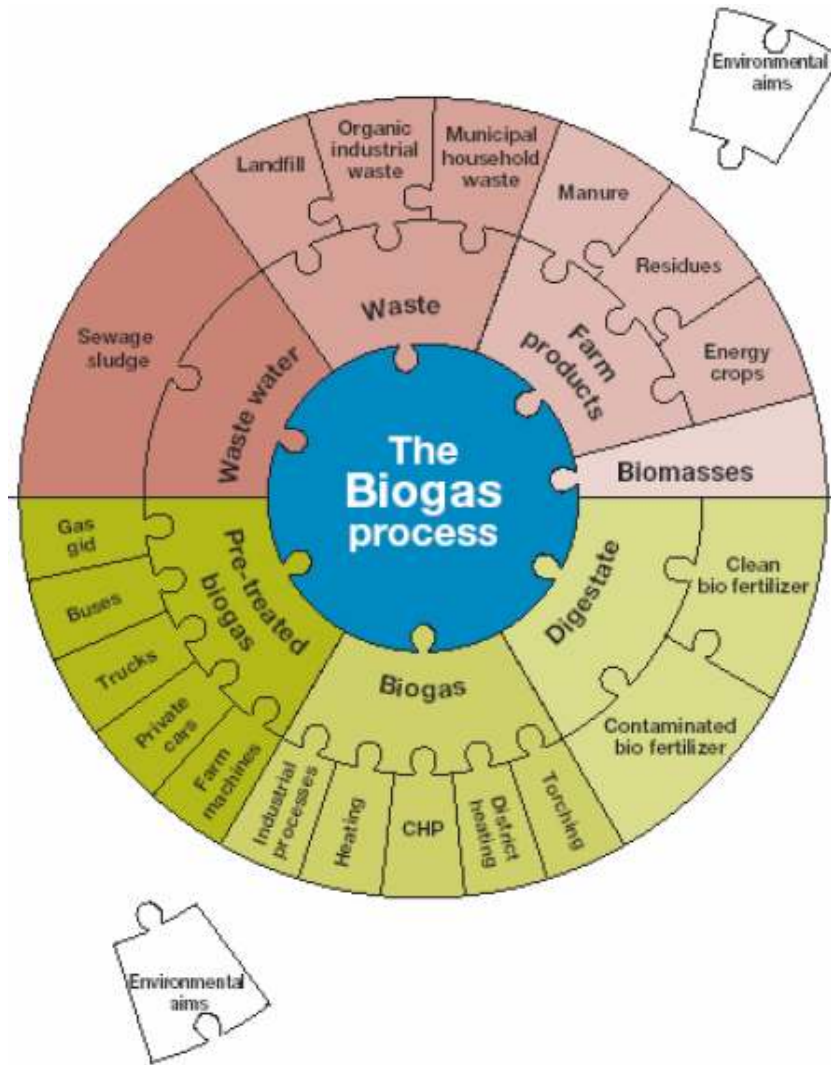 Environmental
aims
Landfill
Organic
industrial
waste
Municipal
household
waste
Manure
Residues
Energy
crops
Sewage
sludge
Waste water
Waste
Farm
products
Biomasses
The
Biogas
process
Gas
gid
Buses
Trucks
Private
cars
Farm
machines
Pre-treated
biogas
Biogas
Digestate
Clean
bio fertilizer
Contaminated
bio fertilizer
Industrial
processes
Heating
CHP
District
heating
Torching
Environmental
aims